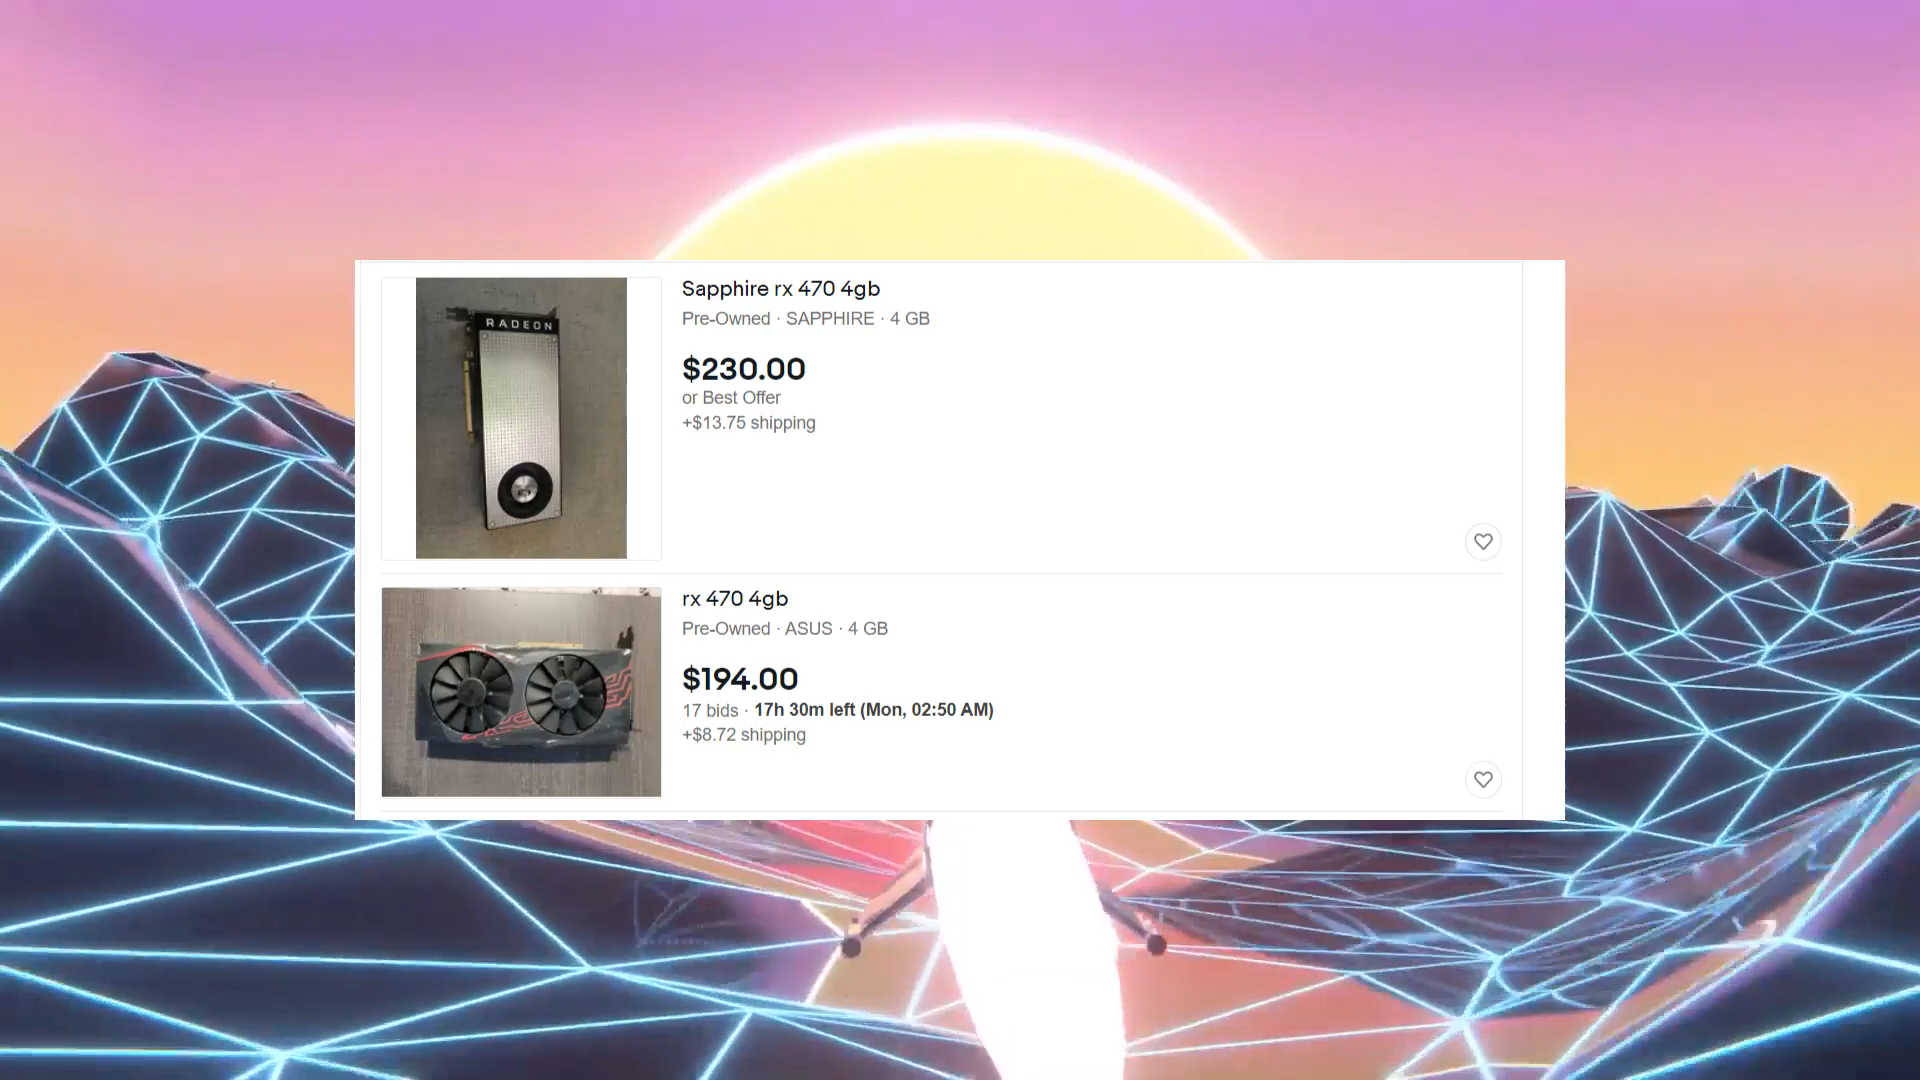 RADEON
Sapphire rx 470 4gb
Pre-Owned · SAPPHIRE · 4 GB
$230.00
or Best Offer
+$13.75 shipping
rx 470 4gb
Pre-Owned · ASUS · 4 GB
$194.00
17 bids · 17h 30m left (Mon, 02:50 AM)
+$8.72 shipping